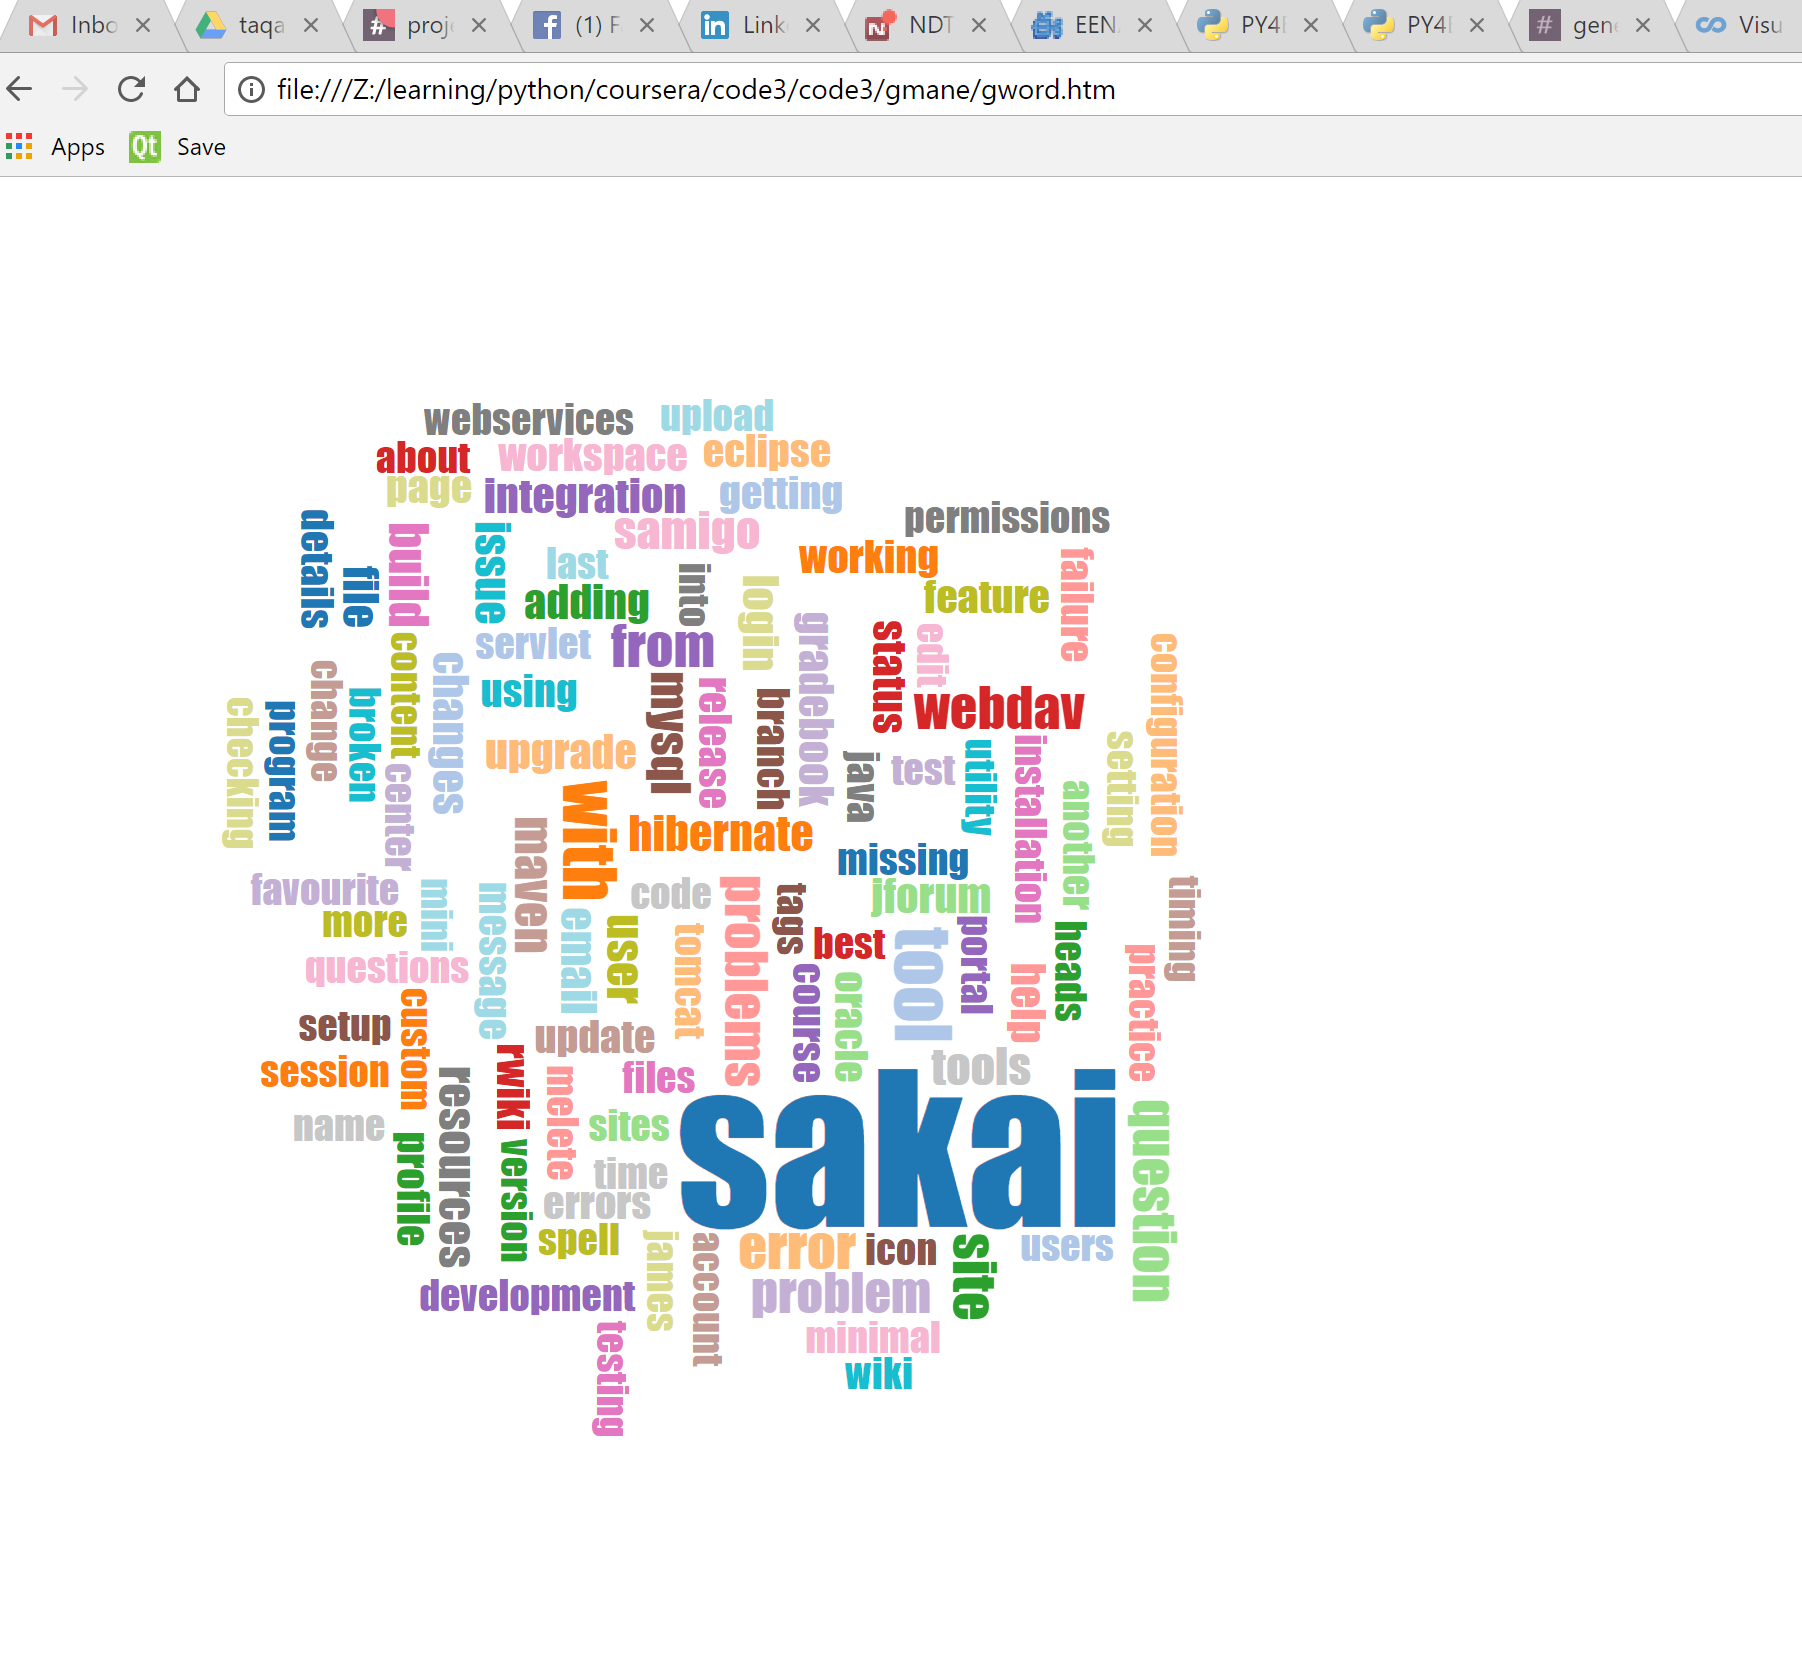 Inbo taqa proj (1) F Link NDT EEN PY4 PY4 gen Visu
file:///Z:/learning/python/coursera/code3/code3/gmane/gword.htm
Apps Qt Save
webservices upload
about workspace eclipse
page integration getting
samigo permissions
details file build issue last into working failure
adding login feature
servlet from gradebook status edit configuration
content changes using mysql release branch webdav
checking program change broken center upgrade java test utility installation another setting
with hibernate
maven missing
favourite mini message code problems tags jforum timing
more email user tomcat best tool portal heads practice
questions course oracle help
custom
setup update
session resources rwiki melete files tools
name sites sakai question
profile version time
errors
spell james account error icon site users
development problem
testing minimal
wiki